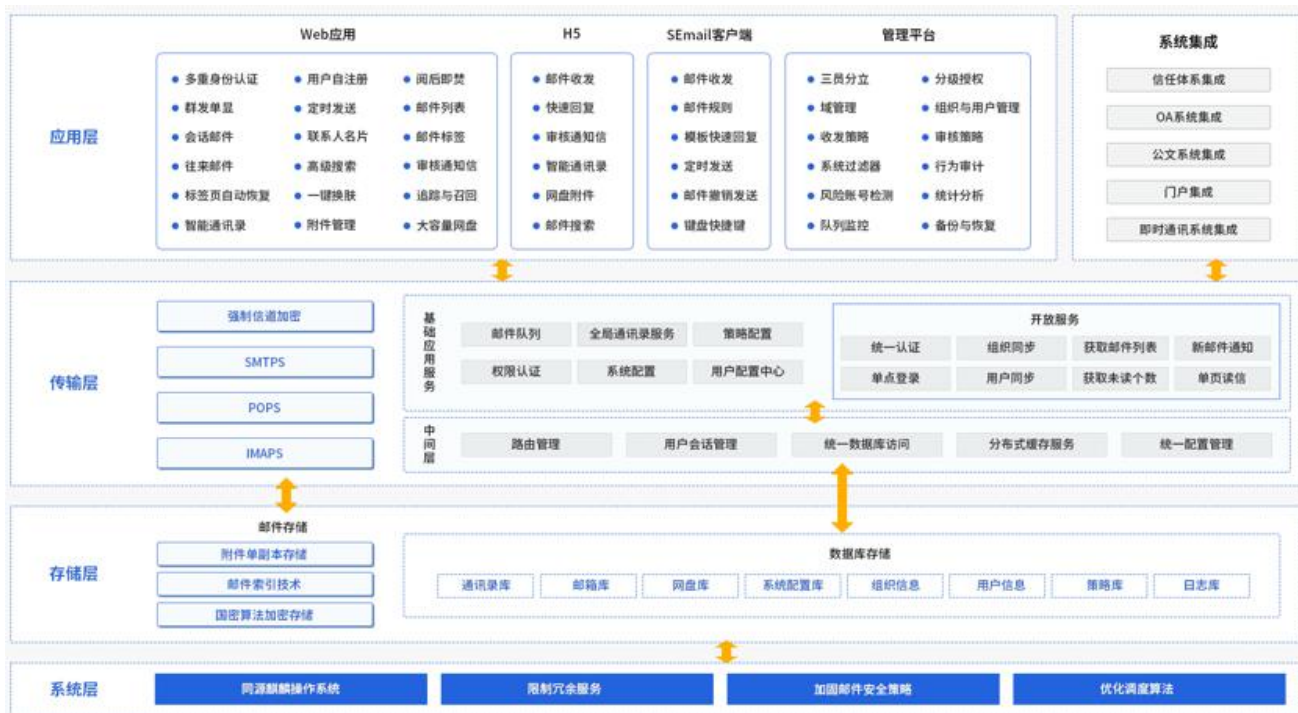 Web应用
H5
SEmail客户端
管理平台
系统集成
应用层
多重身份认证
用户自注册
阅后即焚
群发单显
定时发送
邮件列表
会话邮件
联系人名片
邮件标签
往来邮件
高级搜索
审核通知信
标签页自动恢复
一键换肤
追踪与召回
智能通讯录
附件管理
大容量网盘
邮件收发
快速回复
审核通知信
智能通讯录
网盘附件
邮件搜索
邮件收发
邮件规则
模板快速回复
定时发送
邮件撤销发送
键盘快捷键
三员分立
分级授权
域管理
组织与用户管理
收发策略
审核策略
系统过滤器
行为审计
风险账号检测
统计分析
队列监控
备份与恢复
信任体系集成
OA系统集成
公文系统集成
门户集成
即时通讯系统集成
传输层
强制信道加密
SMTPS
POPS
IMAPS
基础应用服务
邮件队列
全局通讯录服务
策略配置
权限认证
系统配置
用户配置中心
开放服务
统一认证
组织同步
获取邮件列表
新邮件通知
单点登录
用户同步
获取未读个数
单页读信
中间层
路由管理
用户会话管理
统一数据库访问
分布式缓存服务
统一配置管理
存储层
邮件存储
附件单副本存储
邮件索引技术
国密算法加密存储
数据库存储
通讯录库
邮箱库
网盘库
系统配置库
组织信息
用户信息
策略库
日志库
系统层
同源麒麟操作系统
限制冗余服务
加固邮件安全策略
优化调度算法